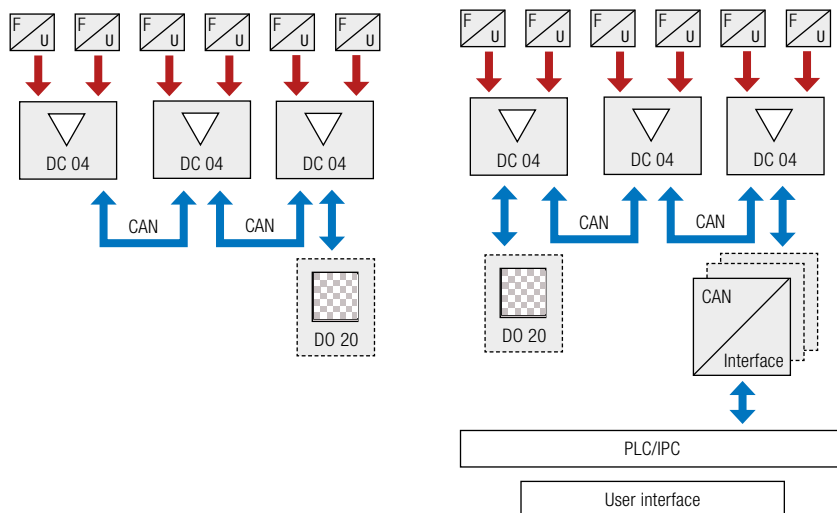 F U F U F U F U F U F U
DC 04 DC 04 DC 04
CAN CAN
DO 20
F U F U F U F U F U F U
DC 04 DC 04 DC 04
CAN CAN
DO 20
CAN
Interface
PLC/IPC
User interface